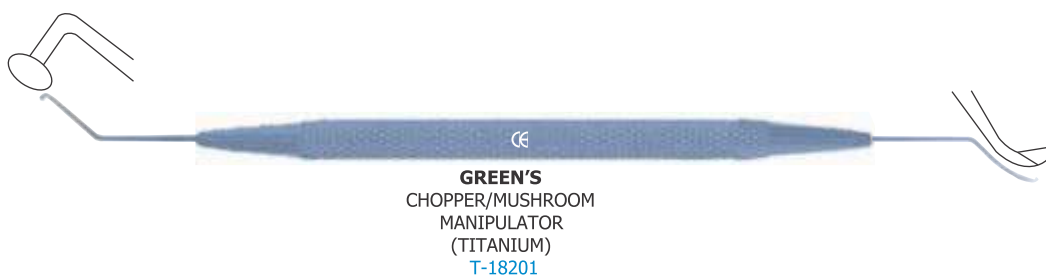 CE
GREEN'S
CHOPPER/MUSHROOM
MANIPULATOR
(TITANIUM)
T-18201